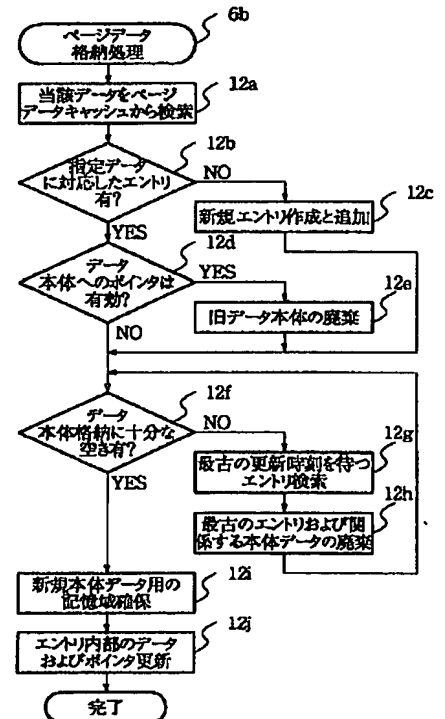 6b
ページデータ
格納処理
12a
当該データをページ
データキャッシュから検索
12b
指定データ
に対応したエントリ
有?
NO
12c
新規エントリ作成と追加
YES
12d
データ
本体へのポインタは
有効?
YES
12e
旧データ本体の廃棄
NO
12f
データ
本体格納に十分な
空き有?
NO
12g
最古の更新時刻を待つ
エントリ検索
YES
12h
最古のエントリおよび関
係する本体データの廃棄
12i
新規本体データ用の
記憶域確保
12j
エントリ内部のデータ
およびポインタ更新
完了